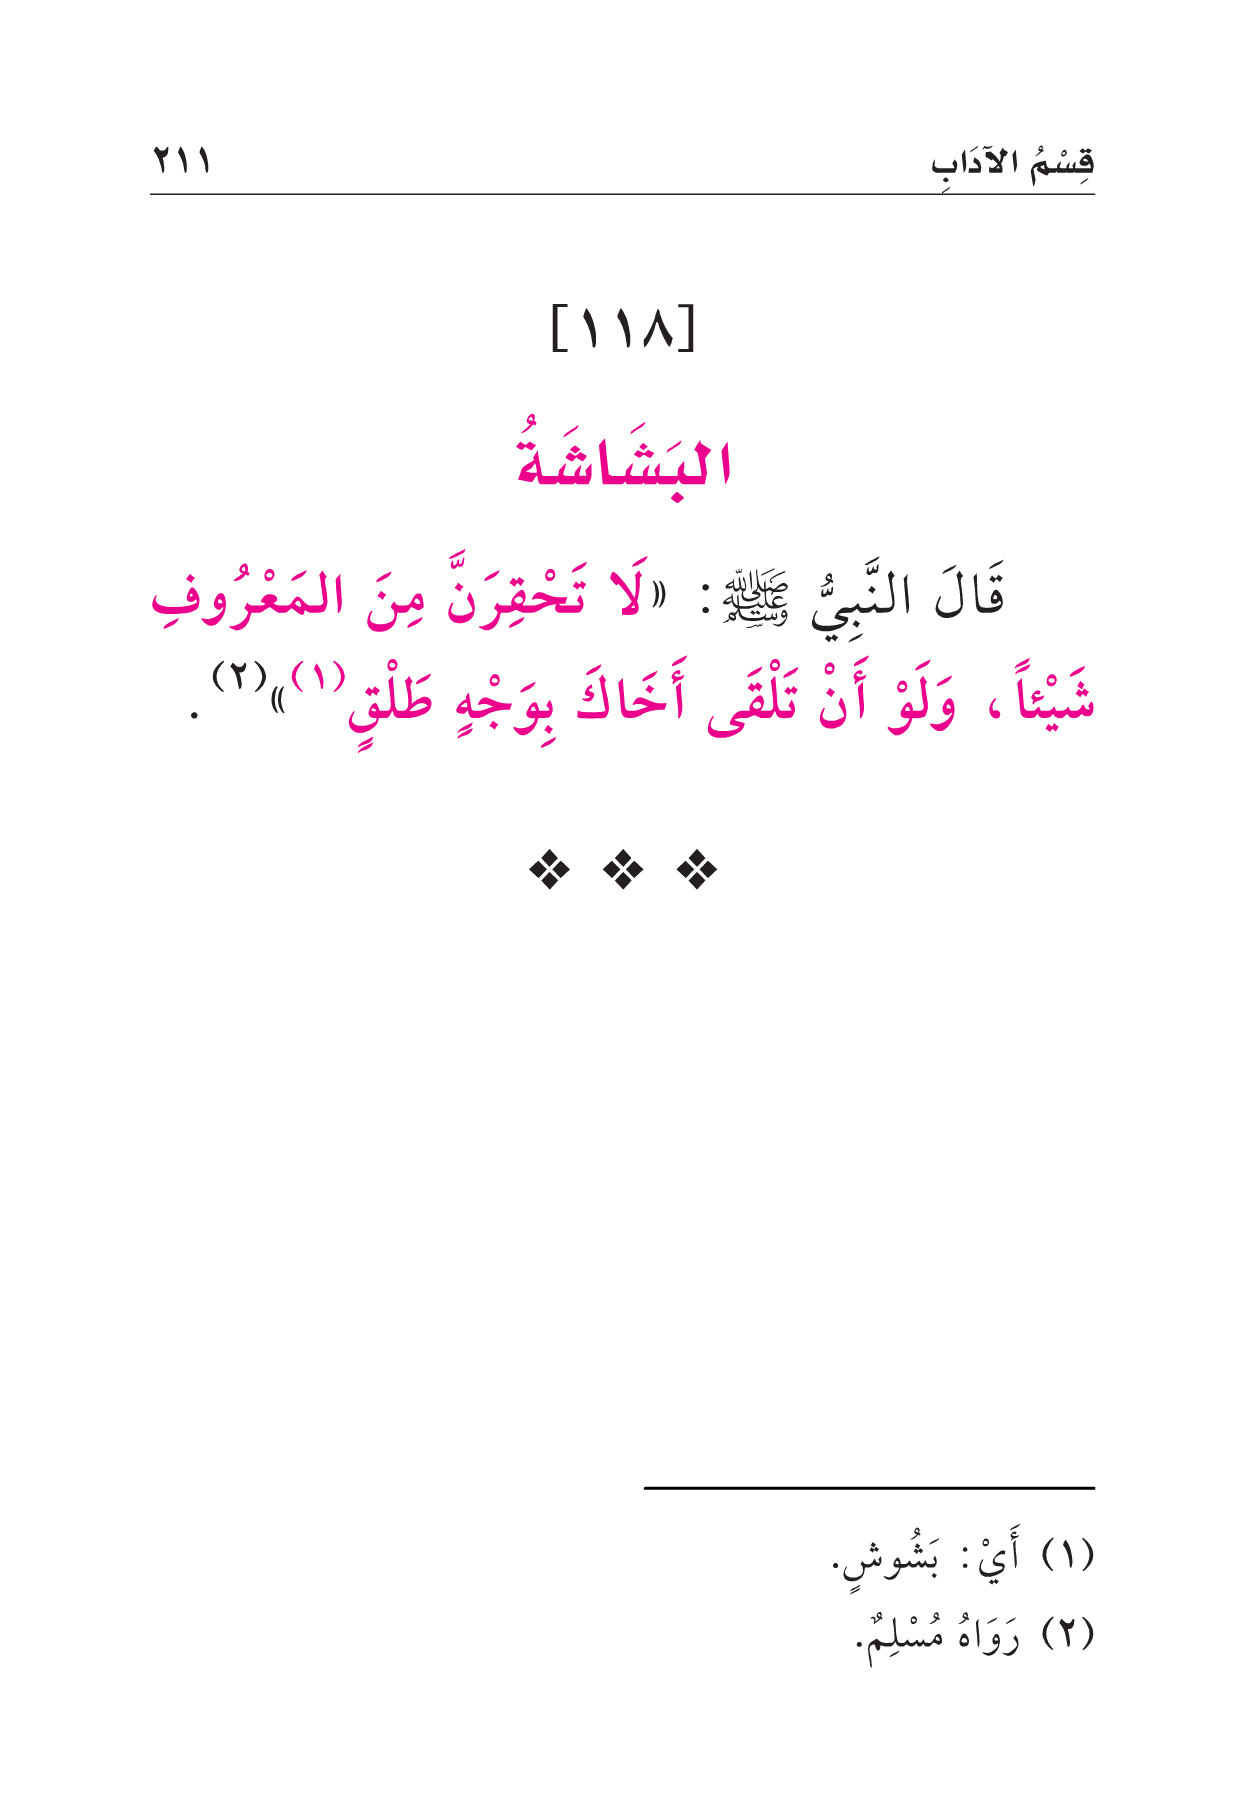 قِسْمُ الآدَابِ ٢١١
[١١٨]
البَشَاشَةُ
قَالَ النَّبِيُّ ﷺ: «لَا تَحْقِرَنَّ مِنَ المَعْرُوفِ
شَيْئاً، وَلَوْ أَنْ تَلْقَى أَخَاكَ بِوَجْهٍ طَلْقٍ(١)»(٢).
(١) أَيْ: بَشُوشٍ.
(٢) رَوَاهُ مُسْلِمٌ.